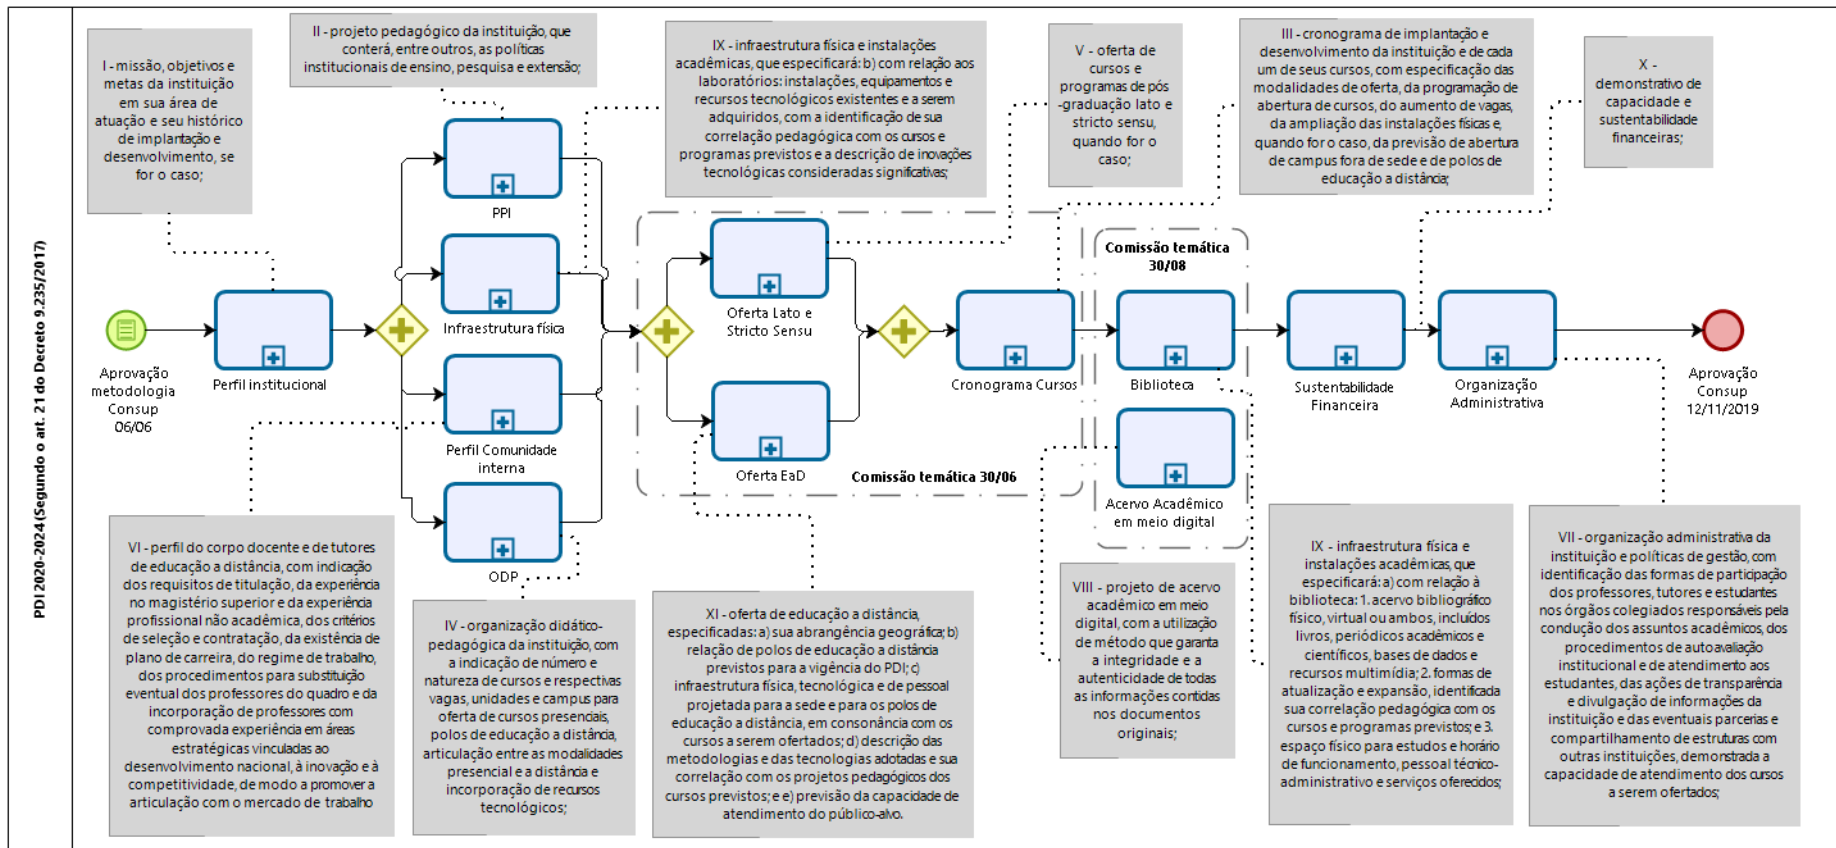 PDI 2020-2024 (Segundo o art. 21 do Decreto 9.235/2017)
I - missão, objetivos e
metas da instituição
em sua área de
atuação e seu histórico
de implantação e
desenvolvimento, se
for o caso;
II - projeto pedagógico da instituição, que
conterá, entre outros, as políticas
institucionais de ensino, pesquisa e extensão;
IX - infraestrutura física e instalações
acadêmicas, que especificará: b) com relação aos
laboratórios: instalações, equipamentos e
recursos tecnológicos existentes e a serem
adquiridos, com a identificação de sua
correlação pedagógica com os cursos e
programas previstos e a descrição de inovações
tecnológicas consideradas significativas;
V - oferta de
cursos e
programas de pós
-graduação lato e
stricto sensu,
quando for o
caso;
III - cronograma de implantação e
desenvolvimento da instituição e de cada
um de seus cursos, com especificação das
modalidades de oferta, da programação de
abertura de cursos, do aumento de vagas,
da ampliação das instalações físicas e,
quando for o caso, da previsão de abertura
de campus fora de sede e de polos de
educação a distância;
X -
demonstrativo de
capacidade e
sustentabilidade
financeiras;
Aprovação
metodologia
Consup
06/06
Perfil institucional
PPI
Infraestrutura física
Perfil Comunidade
interna
ODP
Oferta Lato e
Stricto Sensu
Oferta EaD
Comissão temática 30/06
Cronograma Cursos
Comissão temática
30/08
Biblioteca
Acervo Acadêmico
em meio digital
Sustentabilidade
Financeira
Organização
Administrativa
Aprovação
Consup
12/11/2019
VI - perfil do corpo docente e de tutores
de educação a distância, com indicação
dos requisitos de titulação, da experiência
no magistério superior e da experiência
profissional não acadêmica, dos critérios
de seleção e contratação, da existência de
plano de carreira, do regime de trabalho,
dos procedimentos para substituição
eventual dos professores do quadro e da
incorporação de professores com
comprovada experiência em áreas
estratégicas vinculadas ao
desenvolvimento nacional, à inovação e à
competitividade, de modo a promover a
articulação com o mercado de trabalho
IV - organização didático-
pedagógica da instituição, com
a indicação de número e
natureza de cursos e respectivas
vagas, unidades e campus para
oferta de cursos presenciais,
polos de educação a distância,
articulação entre as modalidades
presencial e a distância e
incorporação de recursos
tecnológicos;
XI - oferta de educação a distância,
especificadas: a) sua abrangência geográfica; b)
relação de polos de educação a distância
previstos para a vigência do PDI; c)
infraestrutura física, tecnológica e de pessoal
projetada para a sede e para os polos de
educação a distância, em consonância com os
cursos a serem ofertados; d) descrição das
metodologias e das tecnologias adotadas e sua
correlação com os projetos pedagógicos dos
cursos previstos; e e) previsão da capacidade de
atendimento do público-alvo.
VIII - projeto de acervo
acadêmico em meio
digital, com a utilização
de método que garanta
a integridade e a
autenticidade de todas
as informações contidas
nos documentos
originais;
IX - infraestrutura física e
instalações acadêmicas, que
especificará: a) com relação à
biblioteca: 1. acervo bibliográfico
físico, virtual ou ambos, incluídos
livros, periódicos acadêmicos e
científicos, bases de dados e
recursos multimídia; 2. formas de
atualização e expansão, identificada
sua correlação pedagógica com os
cursos e programas previstos; e 3.
espaço físico para estudos e horário
de funcionamento, pessoal técnico-
administrativo e serviços oferecidos;
VII - organização administrativa da
instituição e políticas de gestão, com
identificação das formas de participação
dos professores, tutores e estudantes
nos órgãos colegiados responsáveis pela
condução dos assuntos acadêmicos, dos
procedimentos de autoavaliação
institucional e de atendimento aos
estudantes, das ações de transparência
e divulgação de informações da
instituição e das eventuais parcerias e
compartilhamento de estruturas com
outras instituições, demonstrada a
capacidade de atendimento dos cursos
a serem ofertados;